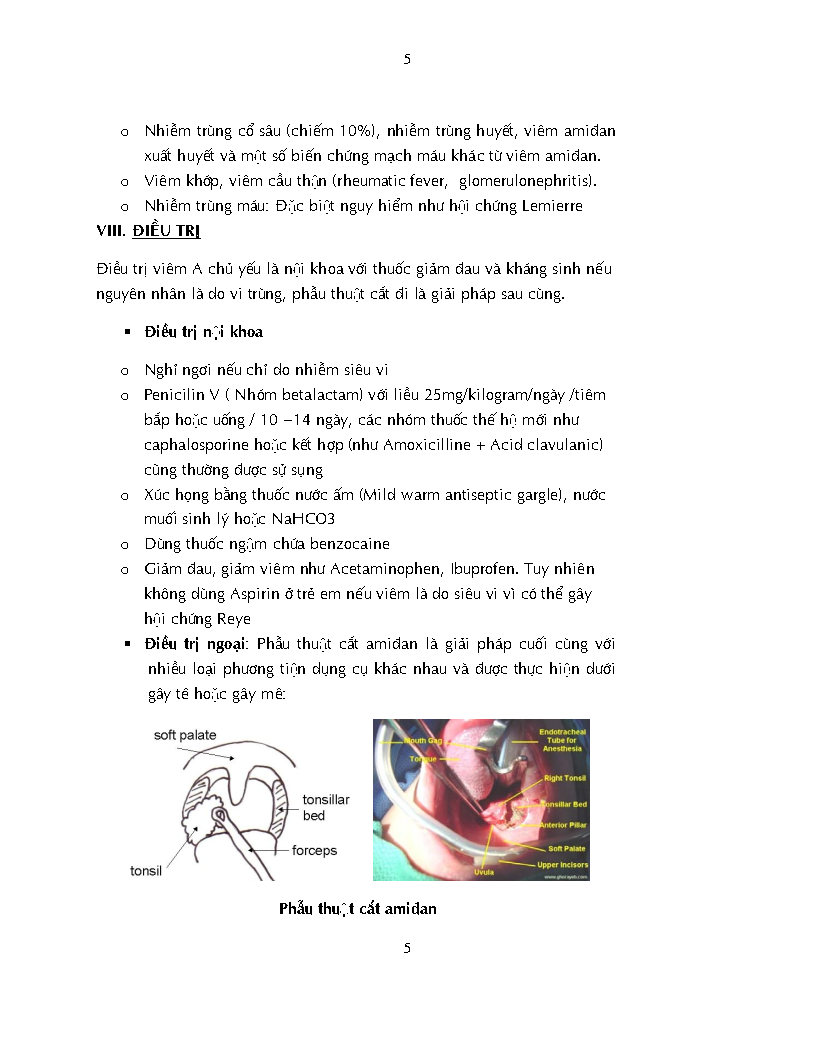 5
o Nhiễm trùng cổ sâu (chiếm 10%), nhiễm trùng huyết, viêm amiđan
xuất huyết và một số biến chứng mạch máu khác từ viêm amiđan.
o Viêm khớp, viêm cầu thận (rheumatic fever, glomerulonephritis).
o Nhiễm trùng máu: Đặc biệt nguy hiểm như hội chứng Lemierre
VIII. ĐIỀU TRỊ
Điều trị viêm A chủ yếu là nội khoa với thuốc giảm đau và kháng sinh nếu
nguyên nhân là do vi trùng, phẫu thuật cắt đi là giải pháp sau cùng.
▪ Điều trị nội khoa
o Nghỉ ngơi nếu chỉ do nhiễm siêu vi
o Penicilin V ( Nhóm betalactam) với liều 25mg/kilogram/ngày /tiêm
bắp hoặc uống / 10 –14 ngày, các nhóm thuốc thế hệ mới như
caphalosporine hoặc kết hợp (như Amoxicilline + Acid clavulanic)
cũng thường được sử sụng
o Xúc họng bằng thuốc nước ấm (Mild warm antiseptic gargle), nước
muối sinh lý hoặc NaHCO3
o Dùng thuốc ngậm chứa benzocaine
o Giảm đau, giảm viêm như Acetaminophen, Ibuprofen. Tuy nhiên
không dùng Aspirin ở trẻ em nếu viêm là do siêu vi vì có thể gây
hội chứng Reye
▪ Điều trị ngoại: Phẫu thuật cắt amiđan là giải pháp cuối cùng với
nhiều loại phương tiện dụng cụ khác nhau và được thực hiện dưới
gây tê hoặc gây mê:
soft palate
tonsillar
bed
forceps
tonsil
Mouth Gag
Tongue
Endotracheal
Tube for
Anesthesia
Right Tonsil
Tonsillar Bed
Anterior Pillar
Soft Palate
Upper Incisors
Uvula
www.ghorayeb.com
Phẫu thuật cắt amiđan
5